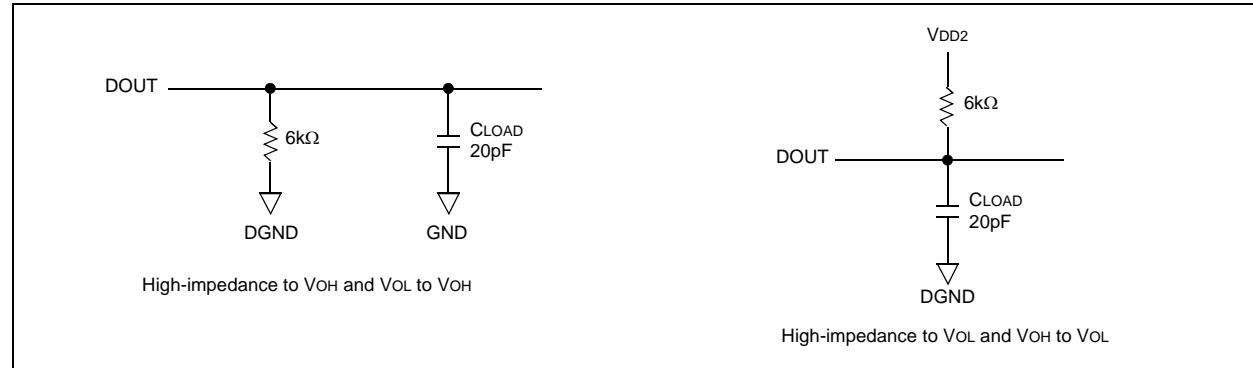 DOUT
6kΩ
CLOAD
20pF
DGND
GND
High-impedance to VOH and VOL to VOH
VDD2
6kΩ
DOUT
CLOAD
20pF
DGND
High-impedance to VOL and VOH to VOL